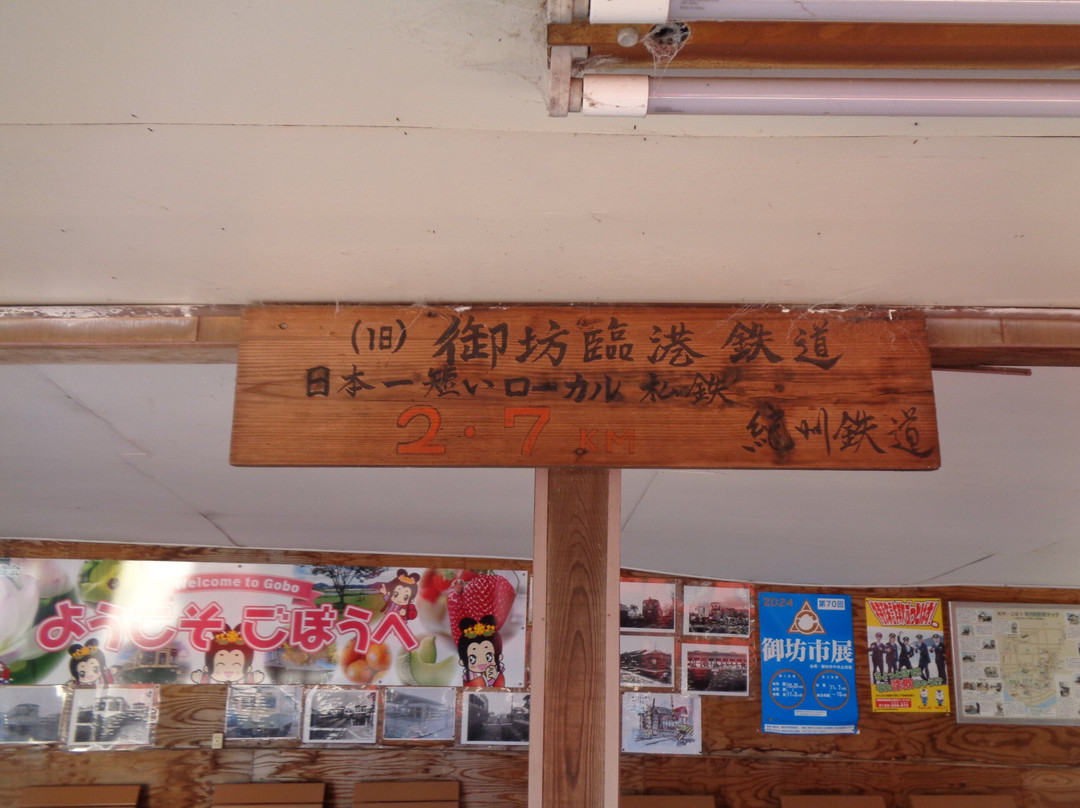 （旧）御坊臨港鉄道
日本一短いローカル私鉄
2.7KM
紀州鉄道
Welcome to Gobo
ようこそごぼうへ
2024 第70回
御坊市展